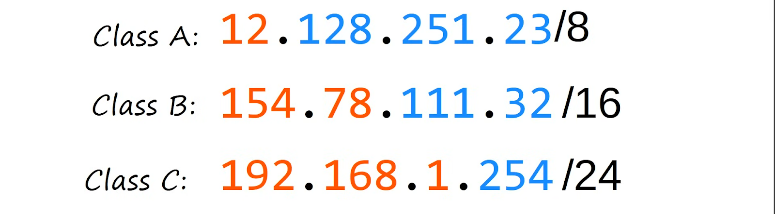 Class A: 12.128.251.23/8
Class B: 154.78.111.32 /16
Class C: 192.168.1.254 /24